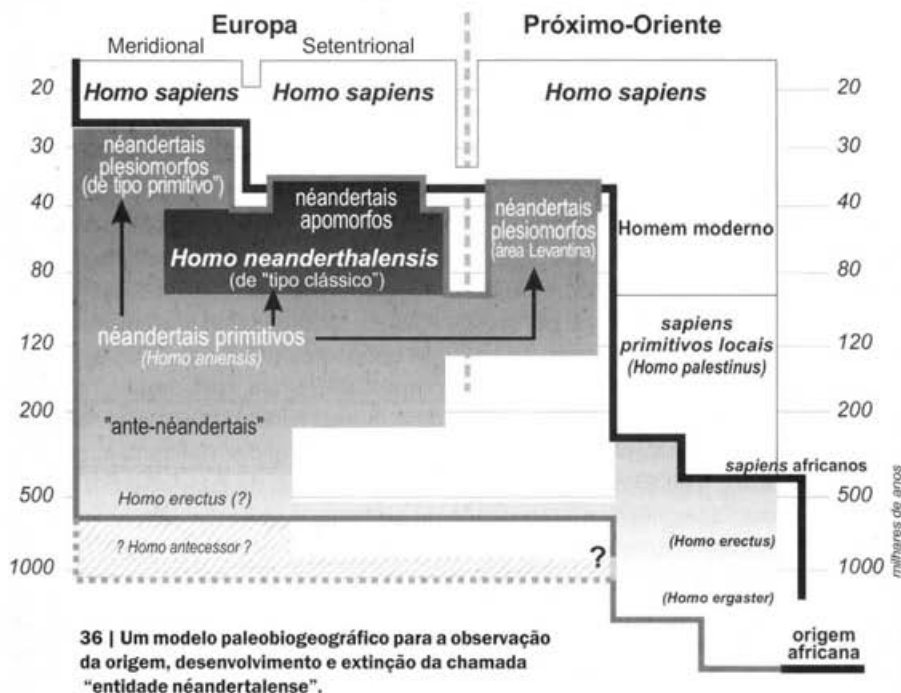 Europa
Próximo-Oriente
Meridional
Setentrional
20
Homo sapiens
Homo sapiens
Homo sapiens
20
30
néandertais
plesiomorfos
(de tipo primitivo")
30
40
néandertais
apomorfos
néandertais
plesiomorfos
(área Levantina)
40
Homem moderno
Homo neanderthalensis
(de "tipo clássico")
80
80
120
néandertais primitivos
(Homo aniensis)
sapiens
primitivos locais
(Homo palestinus)
120
200
"ante-néandertais"
200
sapiens africanos
500
Homo erectus (?)
500
? Homo antecessor ?
?
(Homo erectus)
1000
1000
milhares de anos
(Homo ergaster)
origem
africana
36 | Um modelo paleobiogeográfico para a observação
da origem, desenvolvimento e extinção da chamada
“entidade néandertalense”.